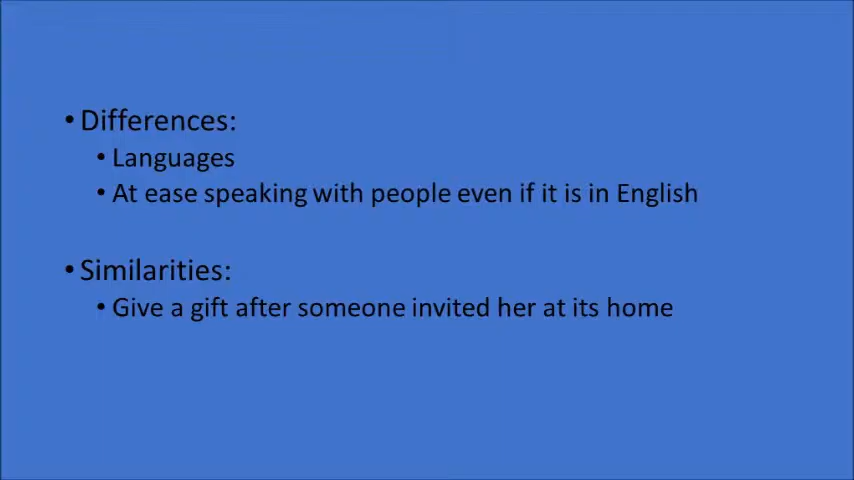 • Differences:
• Languages
• At ease speaking with people even if it is in English
• Similarities:
• Give a gift after someone invited her at its home